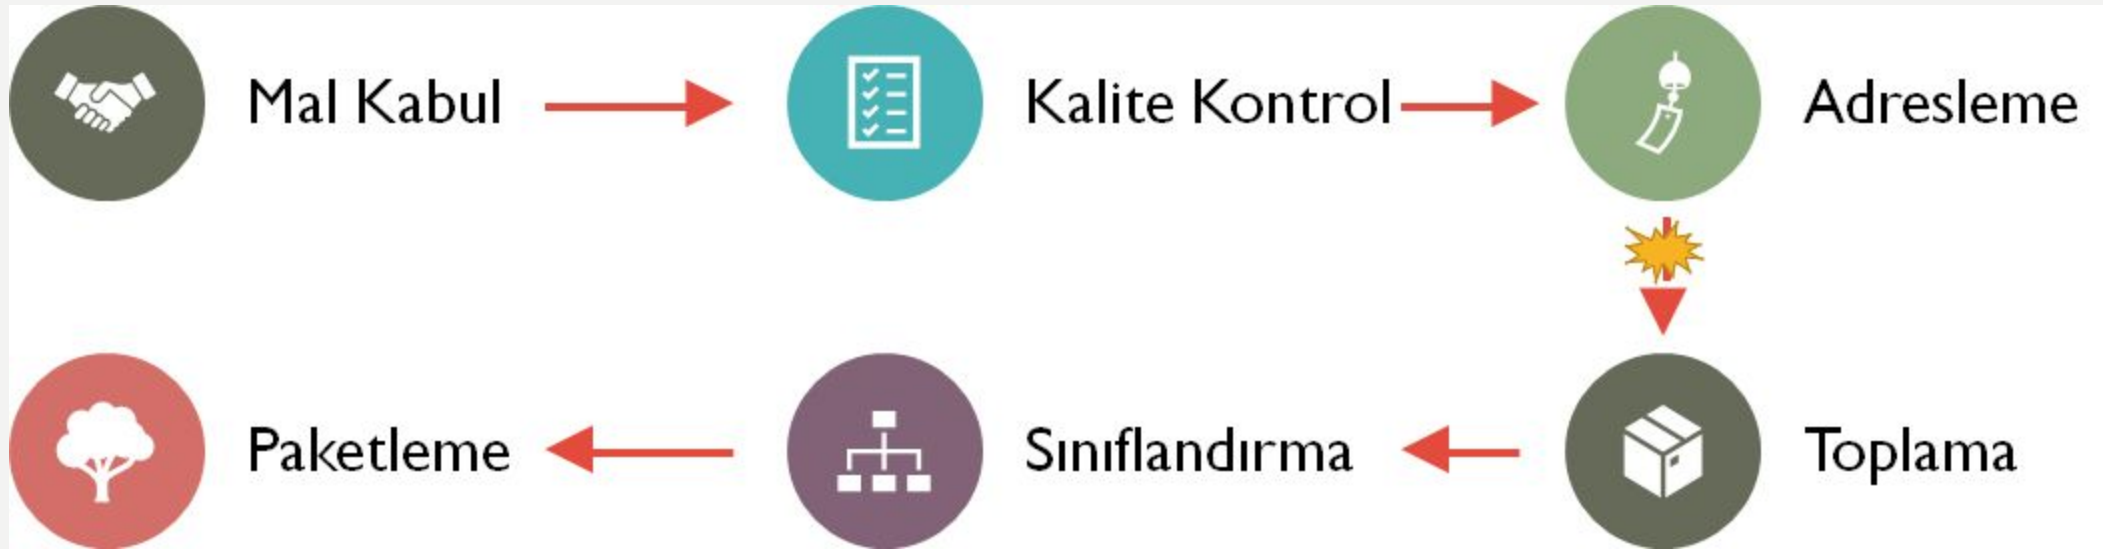 Mal Kabul
Kalite Kontrol
Adresleme
Toplama
Sınıflandırma
Paketleme